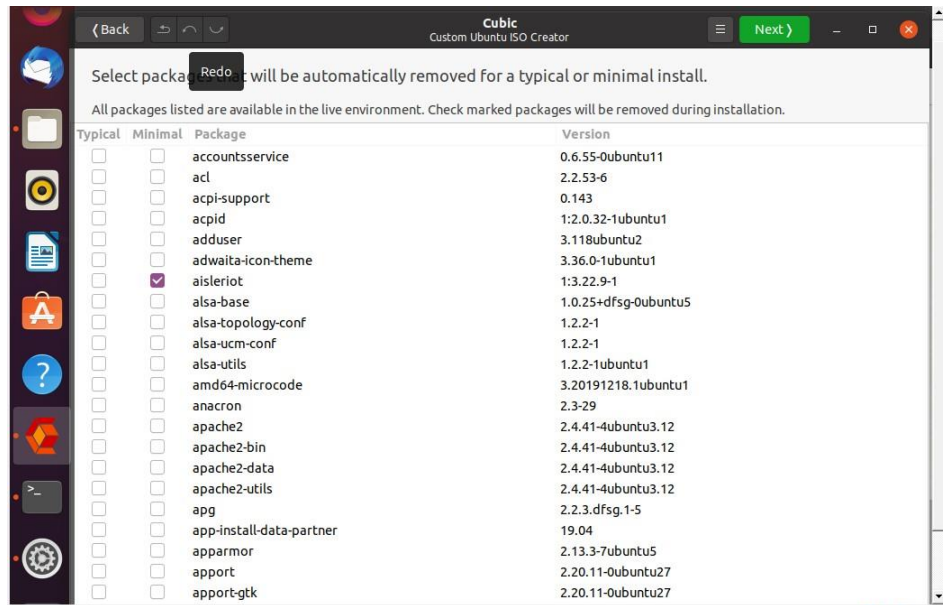 Back
Cubic
Custom Ubuntu ISO Creator
Next
Redo
Select packages that will be automatically removed for a typical or minimal install.
All packages listed are available in the live environment. Check marked packages will be removed during installation.
Typical Minimal Package Version
accountsservice 0.6.55-0ubuntu11
acl 2.2.53-6
acpi-support 0.143
acpid 1:2.0.32-1ubuntu1
adduser 3.118ubuntu2
adwaita-icon-theme 3.36.0-1ubuntu1
aisleriot 1:3.22.9-1
alsa-base 1.0.25+dfsg-0ubuntu5
alsa-topology-conf 1.2.2-1
alsa-ucm-conf 1.2.2-1
alsa-utils 1.2.2-1ubuntu1
amd64-microcode 3.20191218.1ubuntu1
anacron 2.3-29
apache2 2.4.41-4ubuntu3.12
apache2-bin 2.4.41-4ubuntu3.12
apache2-data 2.4.41-4ubuntu3.12
apache2-utils 2.4.41-4ubuntu3.12
apg 2.2.3.dfsg.1-5
app-install-data-partner 19.04
apparmor 2.13.3-7ubuntu5
apport 2.20.11-0ubuntu27
apport-gtk 2.20.11-0ubuntu27